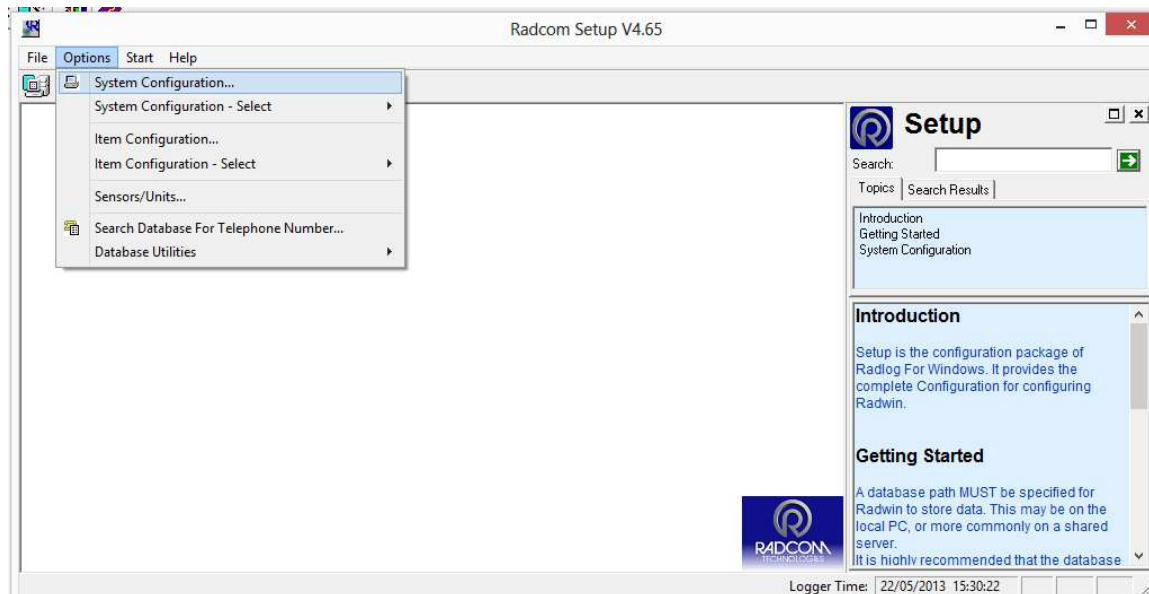 Radcom Setup V4.65
File Options Start Help
System Configuration...
System Configuration - Select
Item Configuration...
Item Configuration - Select
Sensors/Units...
Search Database For Telephone Number...
Database Utilities
Setup
Search:
Topics Search Results
Introduction
Getting Started
System Configuration
Introduction
Setup is the configuration package of
Radlog For Windows. It provides the
complete Configuration for configuring
Radwin.
Getting Started
A database path MUST be specified for
Radwin to store data. This may be on the
local PC, or more commonly on a shared
server.
It is highly recommended that the database
RADCOM
TECHNOLOGIES
Logger Time: 22/05/2013 15:30:22